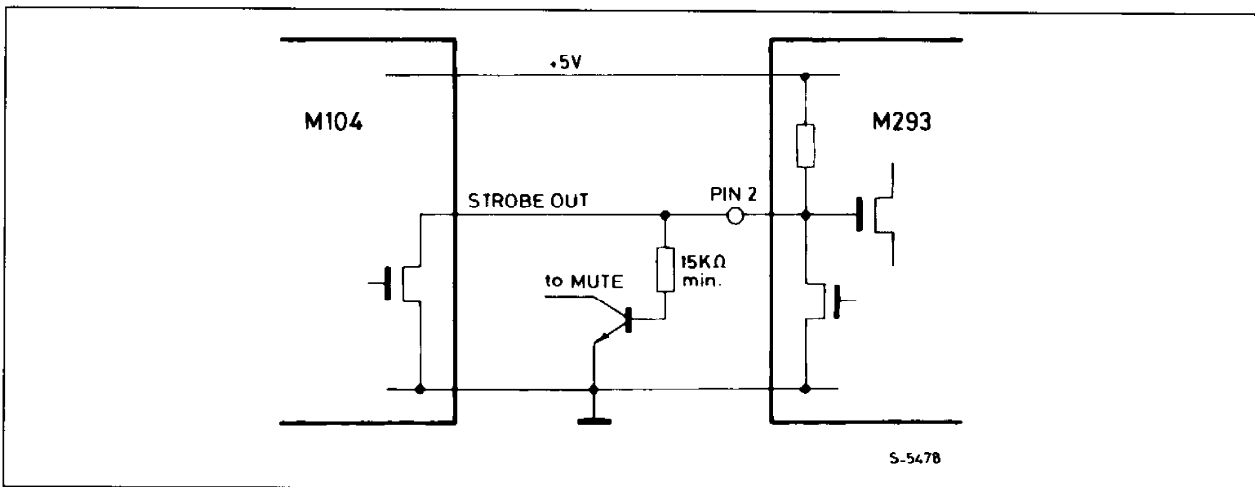 +5V
M104
M293
STROBE OUT
PIN 2
15KΩ
min.
to MUTE
S-5478